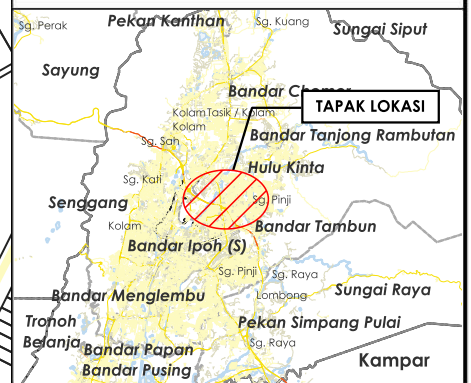 Pekan Kanthan
Sg. Kuang
Sg. Perak
Sungai Siput
Sayung
Bandar Chemor
TAPAK LOKASI
KolamTasik / Kolam
Kolam
Bandar Tanjong Rambutan
Sg. Sah
Hulu Kinta
Sg. Kati
Sg. Pinji
Senggang
Kolam
Bandar Tambun
Bandar Ipoh (S)
Sg. Pinji
Sg. Raya
Sungai Raya
Bandar Menglembu
Lombong
Tronoh
Belanja
Pekan Simpang Pulai
Sg. Raya
Bandar Papan
Kampar
Bandar Pusing